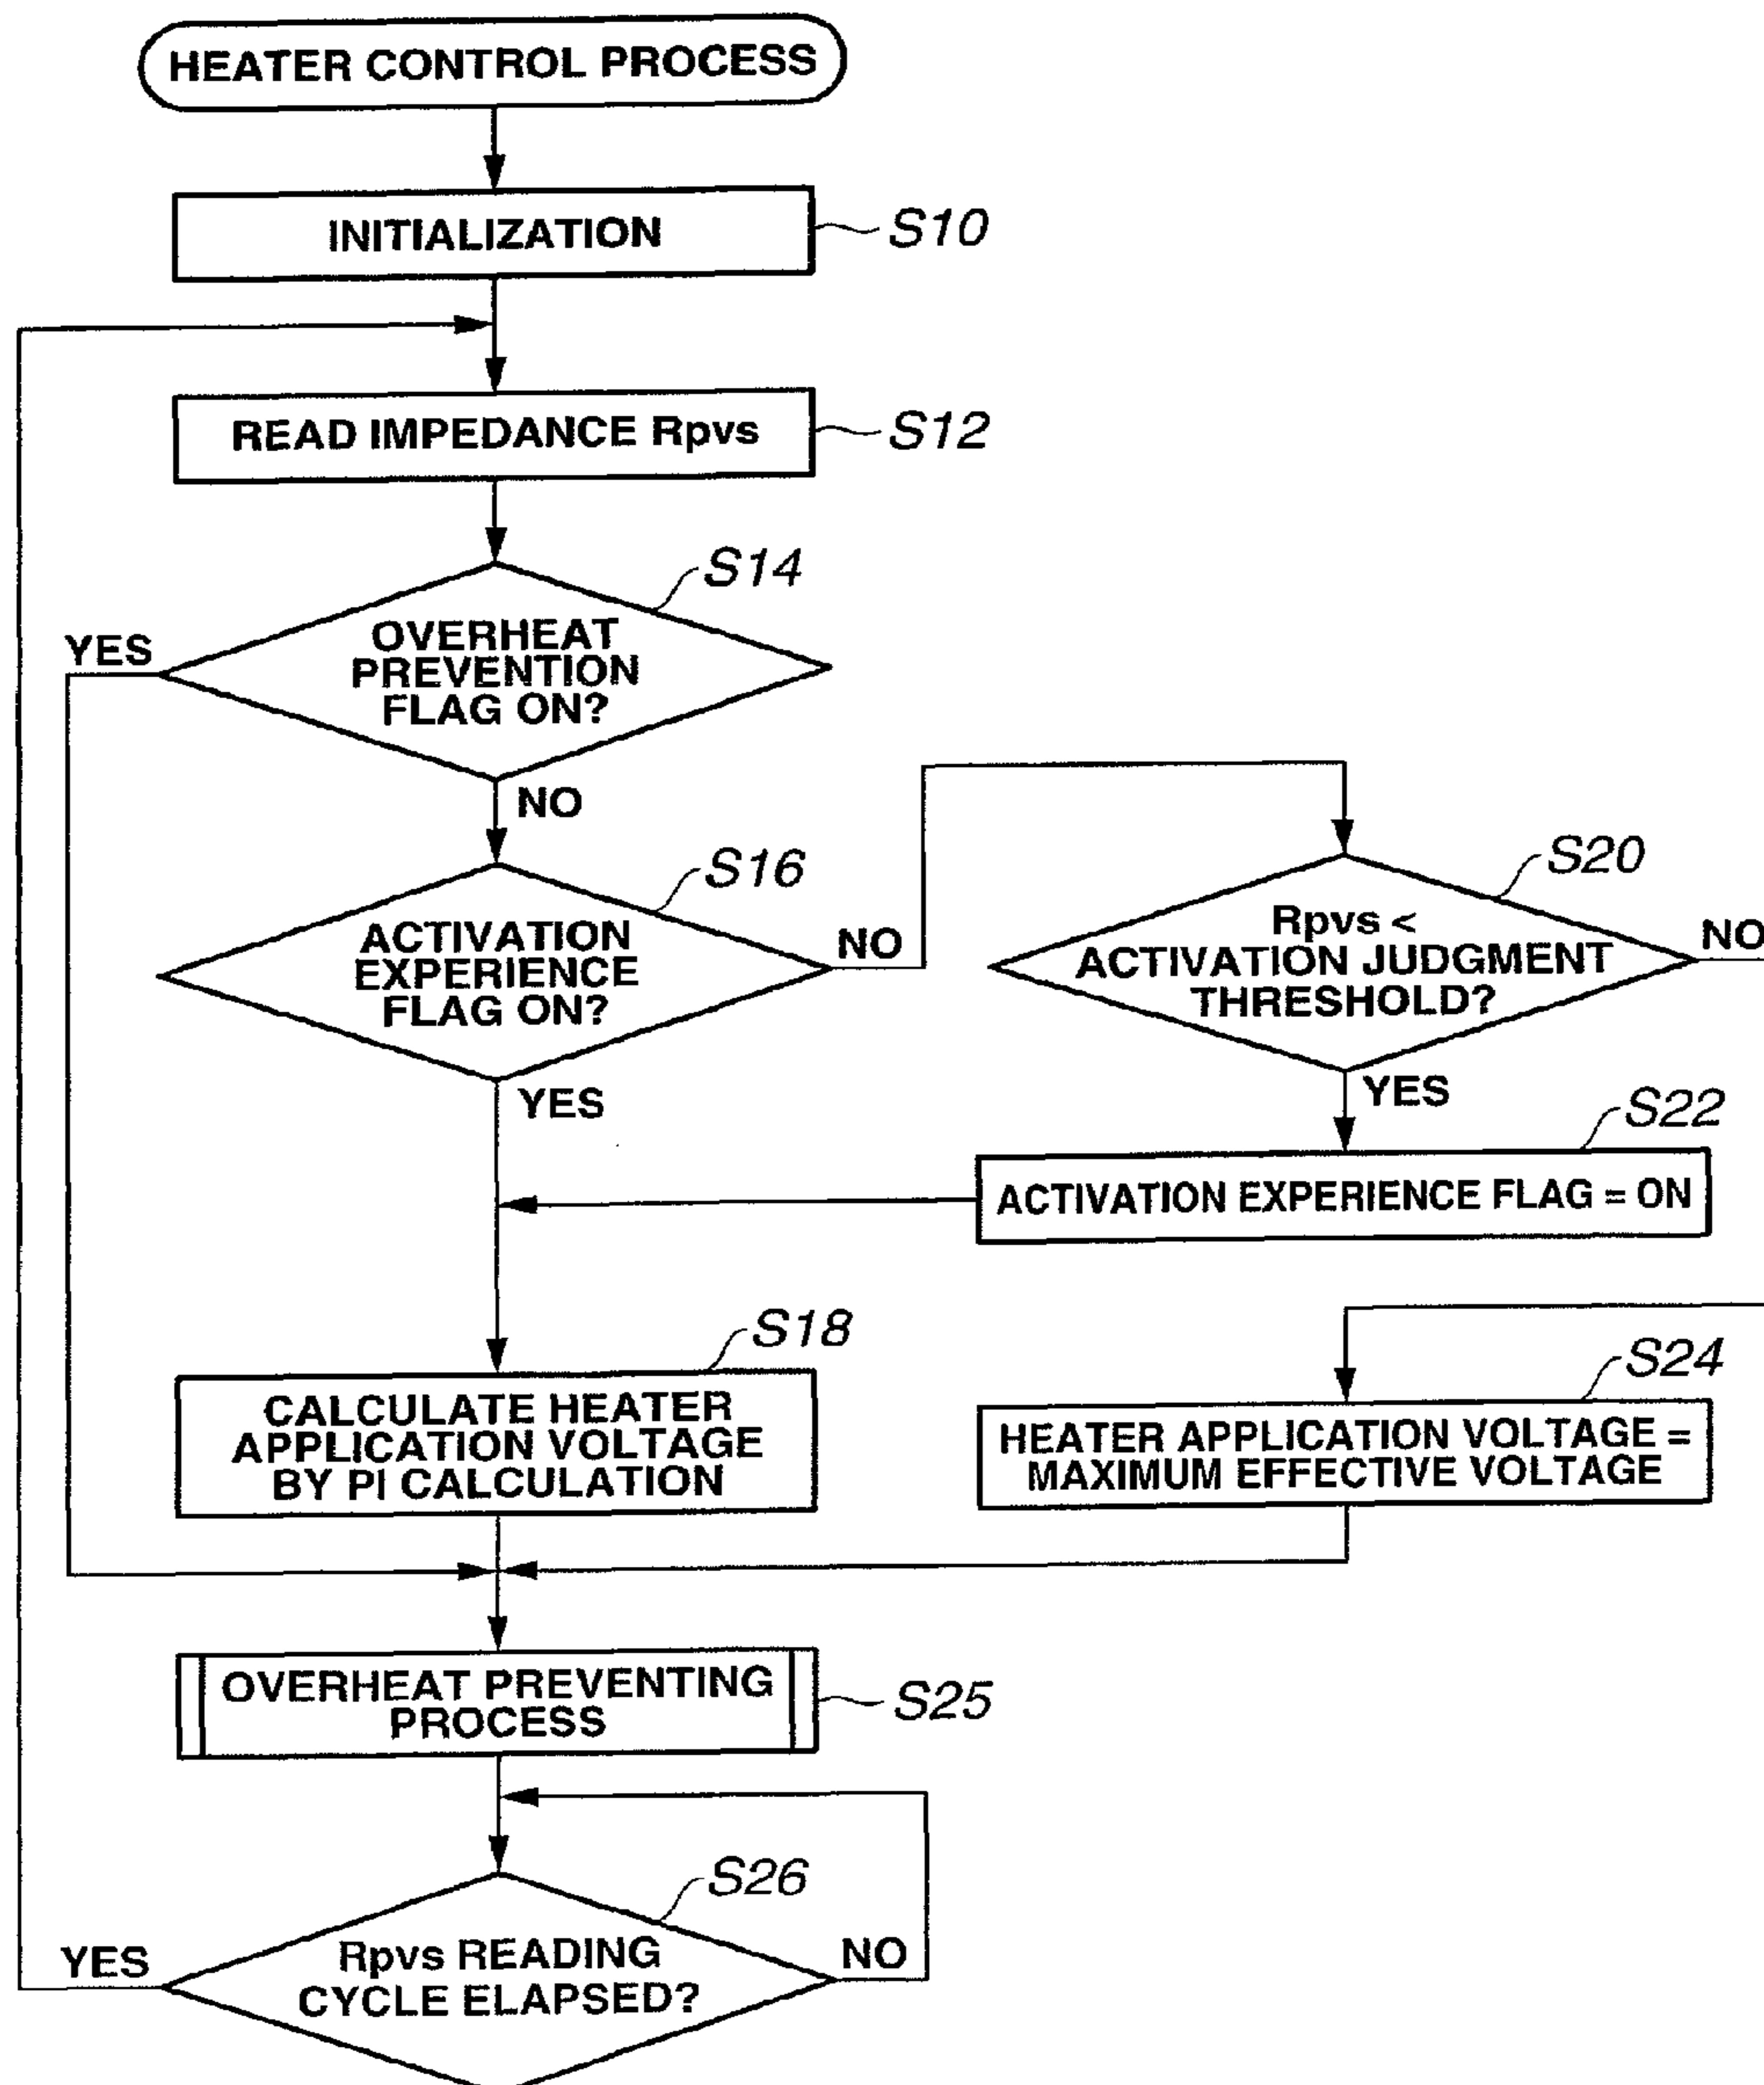 HEATER CONTROL PROCESS
INITIALIZATION
S10
READ IMPEDANCE Rpvs
S12
S14
OVERHEAT
PREVENTION
FLAG ON?
YES
NO
S16
ACTIVATION
EXPERIENCE
FLAG ON?
NO
YES
S20
Rpvs <
ACTIVATION JUDGMENT
THRESHOLD?
NO
YES
S22
ACTIVATION EXPERIENCE FLAG = ON
S18
CALCULATE HEATER
APPLICATION VOLTAGE
BY PI CALCULATION
S24
HEATER APPLICATION VOLTAGE =
MAXIMUM EFFECTIVE VOLTAGE
OVERHEAT PREVENTING
PROCESS
S25
S26
Rpvs READING
CYCLE ELAPSED?
YES
NO